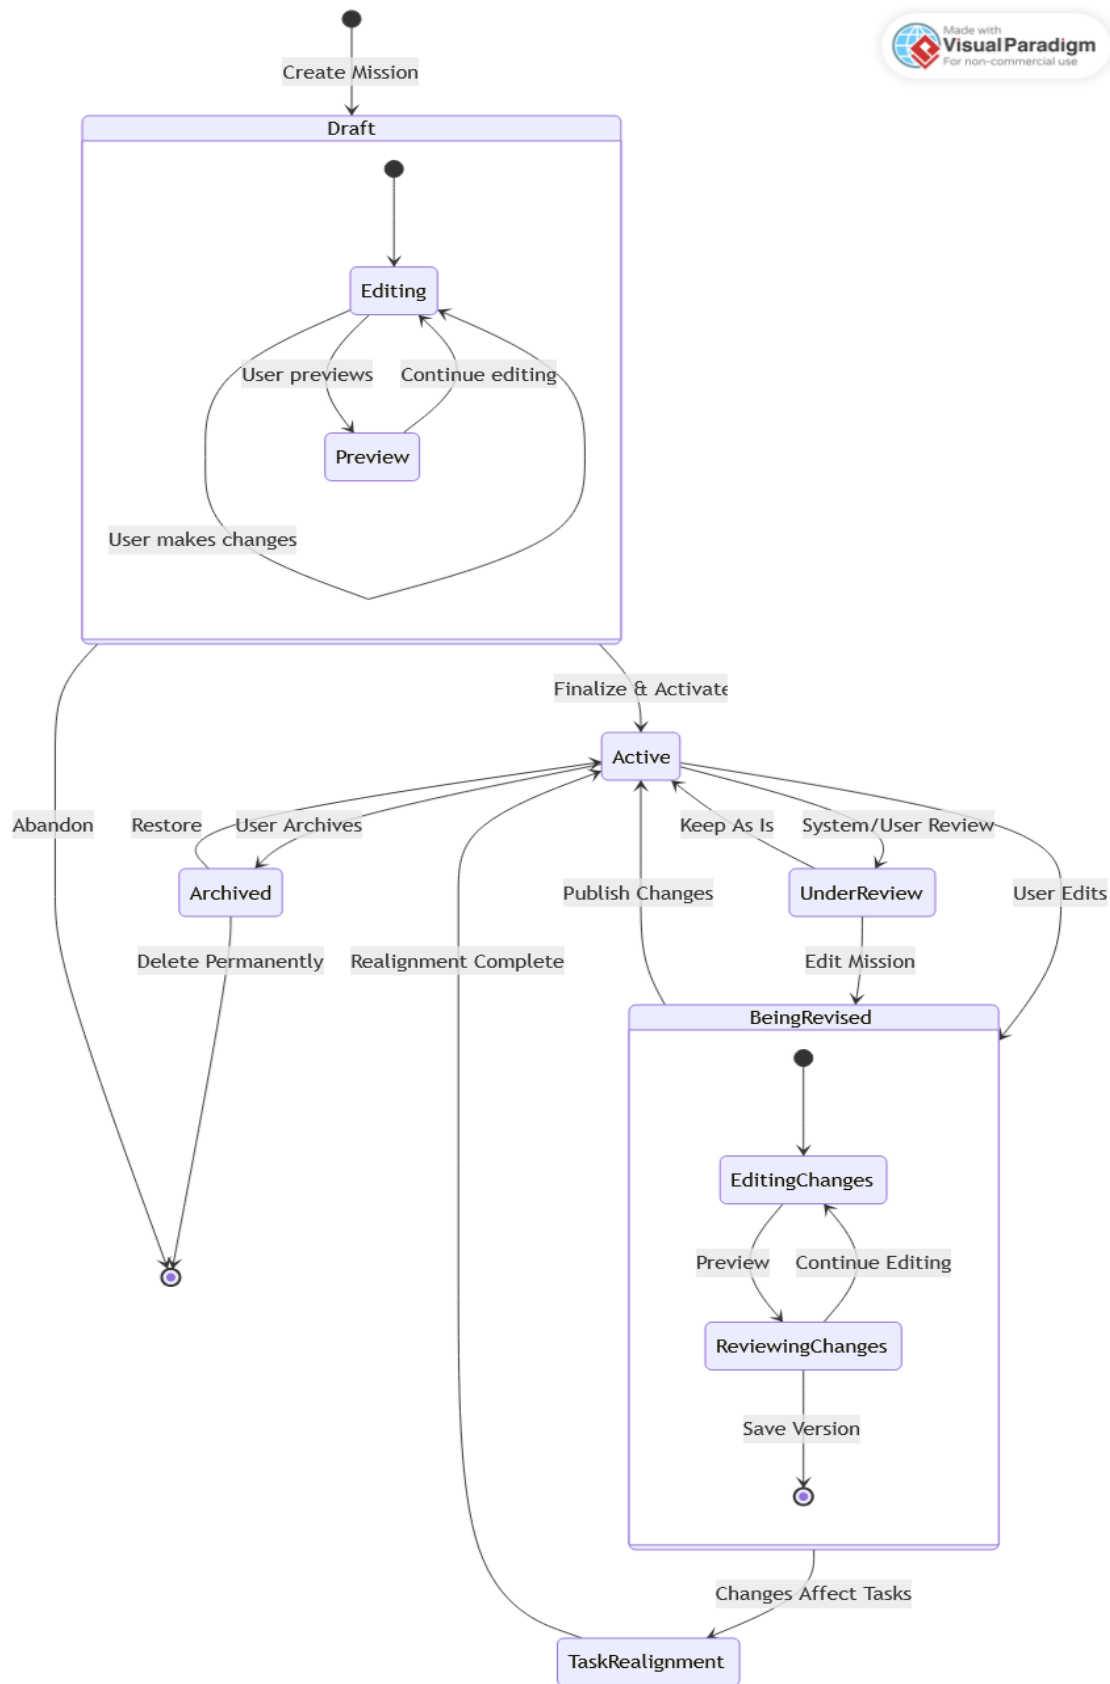 Made with
Visual Paradigm
For non-commercial use
Create Mission
Draft
Editing
User previews
Continue editing
Preview
User makes changes
Finalize & Activate
Active
Abandon
Restore
User Archives
Keep As Is
System/User Review
Archived
Publish Changes
UnderReview
User Edits
Delete Permanently
Realignment Complete
Edit Mission
BeingRevised
EditingChanges
Preview
Continue Editing
ReviewingChanges
Save Version
Changes Affect Tasks
TaskRealignment